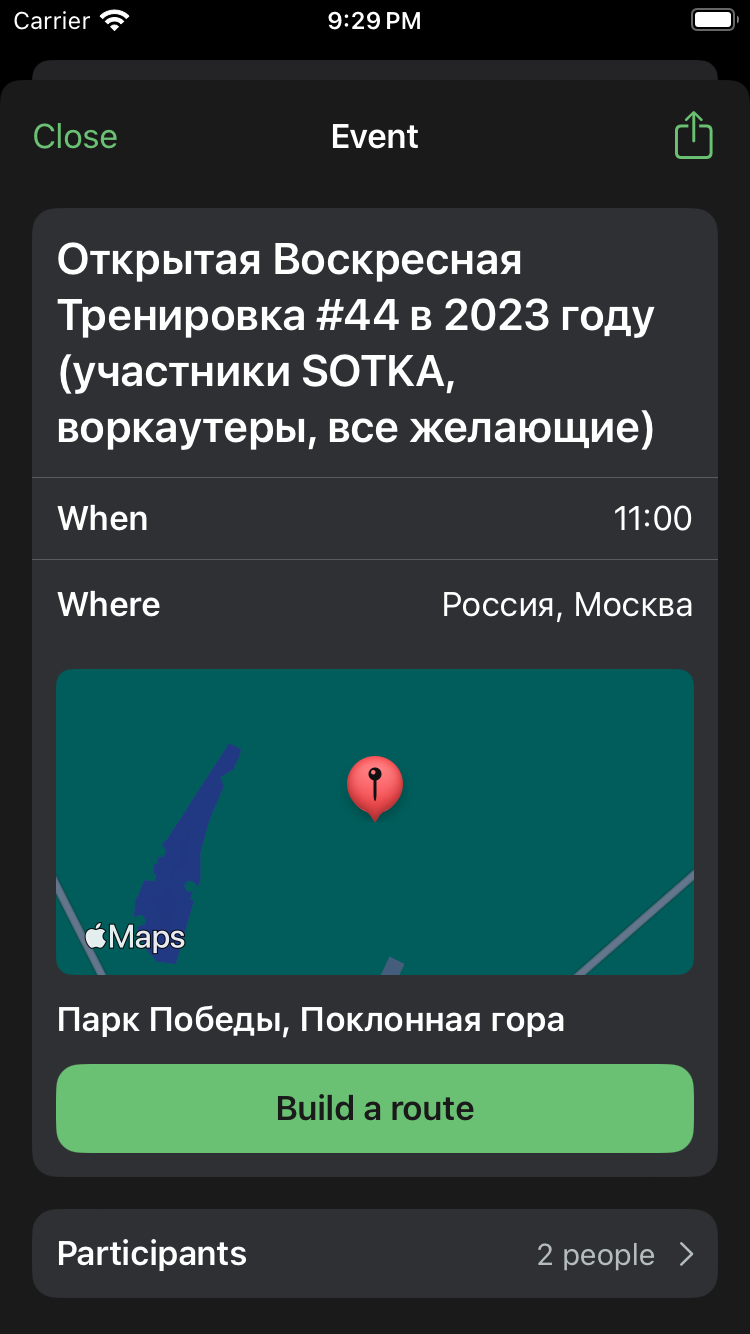 Carrier 9:29 PM
Close Event
Открытая Воскресная
Тренировка #44 в 2023 году
(участники SOTKA,
воркаутеры, все желающие)
When 11:00
Where Россия, Москва
Maps
Парк Победы, Поклонная гора
Build a route
Participants 2 people